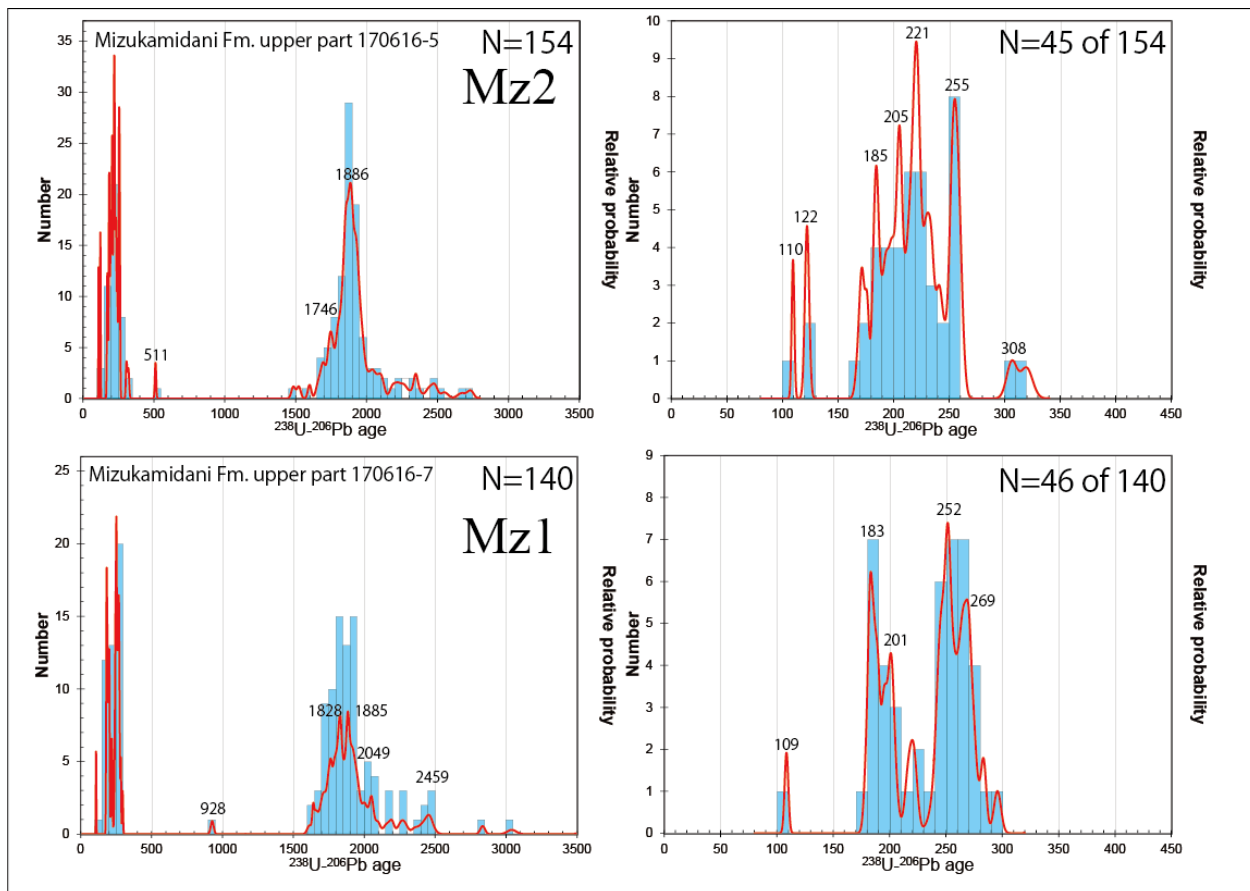 Mizukamidani Fm. upper part 170616-5
N=154
Mz2
35
30
25
20
15
10
5
0
Number
Relative probability
511
1746
1886
0 500 1000 1500 2000 2500 3000 3500
²³⁸U-²⁰⁶Pb age
N=45 of 154
10
9
8
7
6
5
4
3
2
1
0
Number
Relative probability
110
122
185
205
221
255
308
0 50 100 150 200 250 300 350 400 450
²³⁸U-²⁰⁶Pb age
Mizukamidani Fm. upper part 170616-7
N=140
Mz1
25
20
15
10
5
0
Number
Relative probability
928
1828
1885
2049
2459
0 500 1000 1500 2000 2500 3000 3500
²³⁸U-²⁰⁶Pb age
N=46 of 140
9
8
7
6
5
4
3
2
1
0
Number
Relative probability
109
183
201
252
269
0 50 100 150 200 250 300 350 400 450
²³⁸U-²⁰⁶Pb age